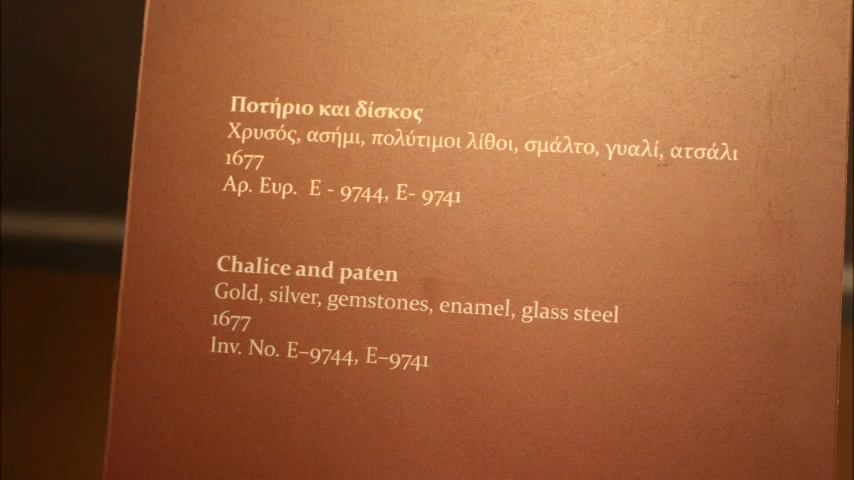 Ποτήριο και δίσκος
Χρυσός, ασήμι, πολύτιμοι λίθοι, σμάλτο, γυαλί, ατσάλι
1677
Αρ. Ευρ. E - 9744, E- 9741
Chalice and paten
Gold, silver, gemstones, enamel, glass steel
1677
Inv. No. E–9744, E–9741